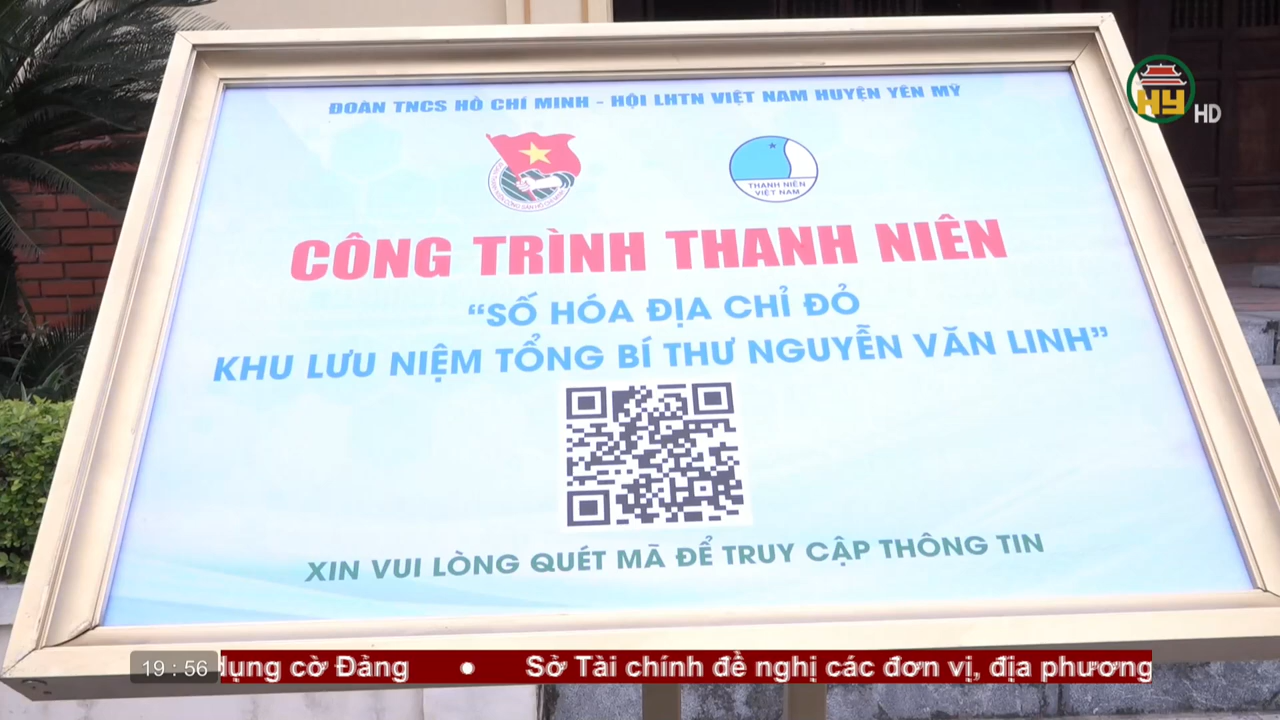 ĐOÀN TNCS HỒ CHÍ MINH - HỘI LHTN VIỆT NAM HUYỆN YÊN MỸ
THANH NIÊN
VIỆT NAM
HY HD
CÔNG TRÌNH THANH NIÊN
“SỐ HÓA ĐỊA CHỈ ĐỎ
KHU LƯU NIỆM TỔNG BÍ THƯ NGUYỄN VĂN LINH”
XIN VUI LÒNG QUÉT MÃ ĐỂ TRUY CẬP THÔNG TIN
19 : 56 dụng cờ Đảng • Sở Tài chính đề nghị các đơn vị, địa phương